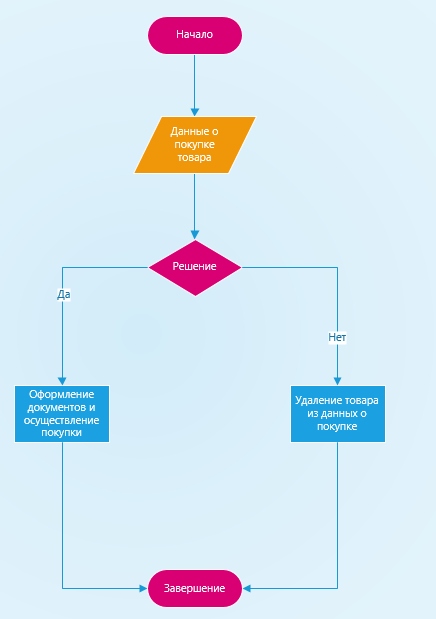 Начало
Данные о
покупке
товара
Решение
Да
Нет
Оформление
документов и
осуществление
покупки
Удаление товара
из данных о
покупке
Завершение